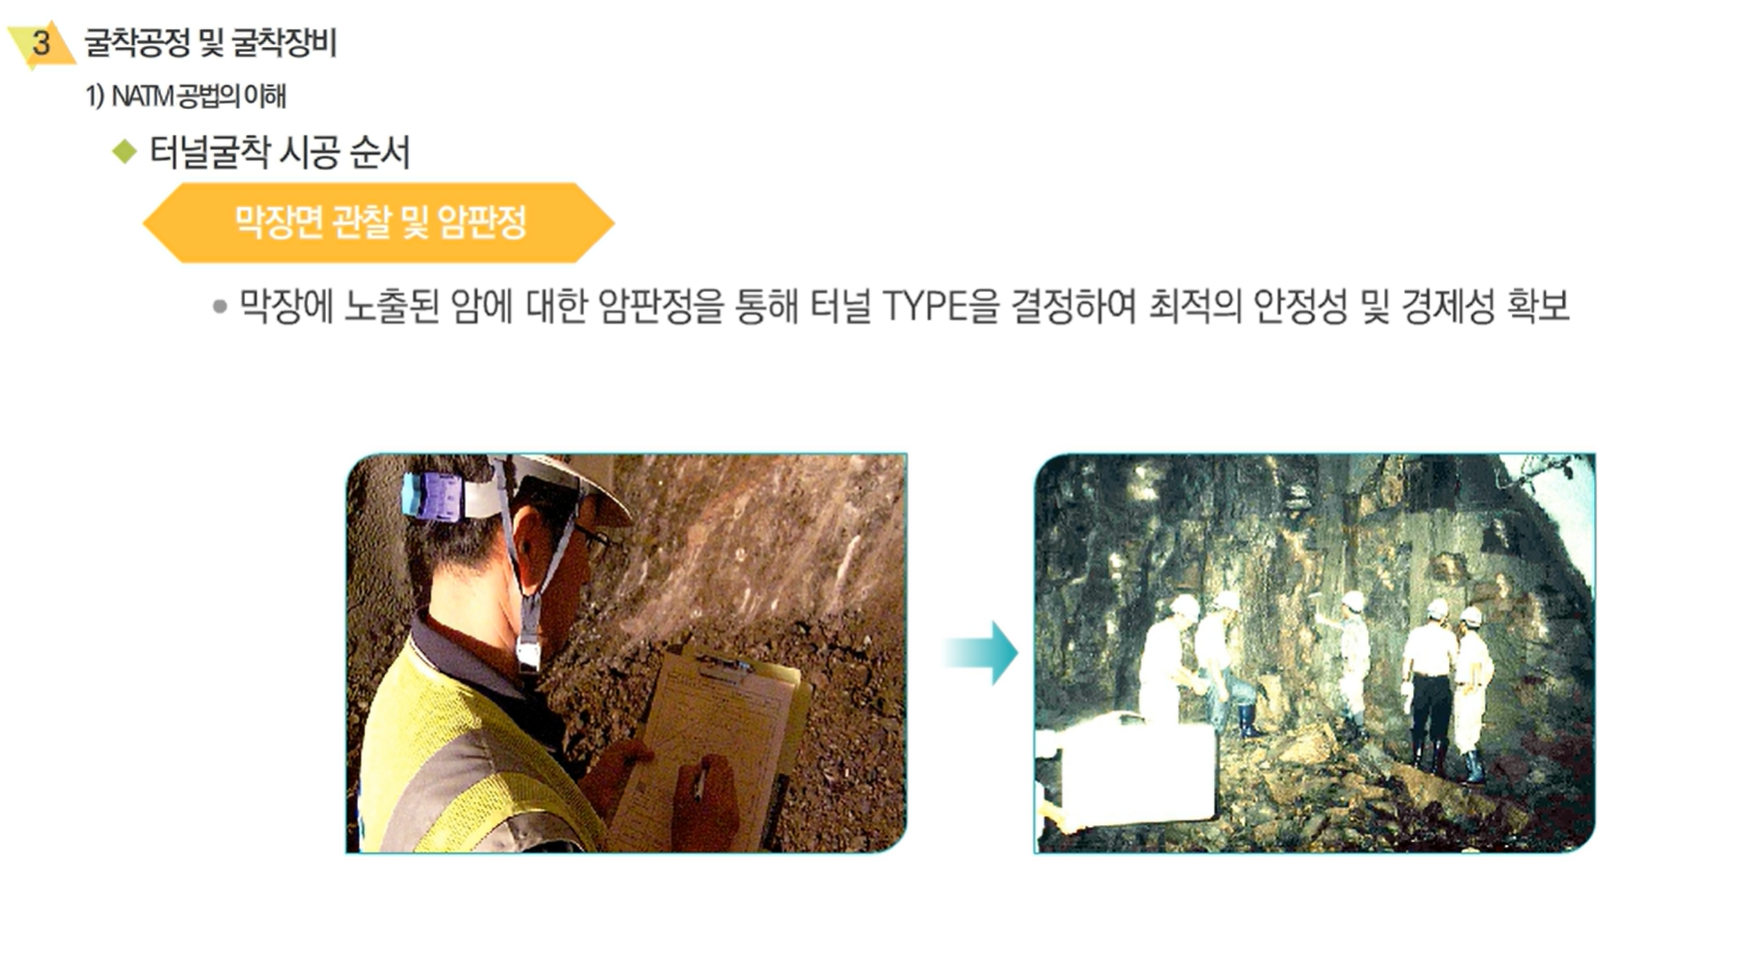 3 굴착공정 및 굴착장비
1) NATM 공법의 이해
터널굴착 시공 순서
막장면 관찰 및 암판정
막장에 노출된 암에 대한 암판정을 통해 터널 TYPE을 결정하여 최적의 안정성 및 경제성 확보